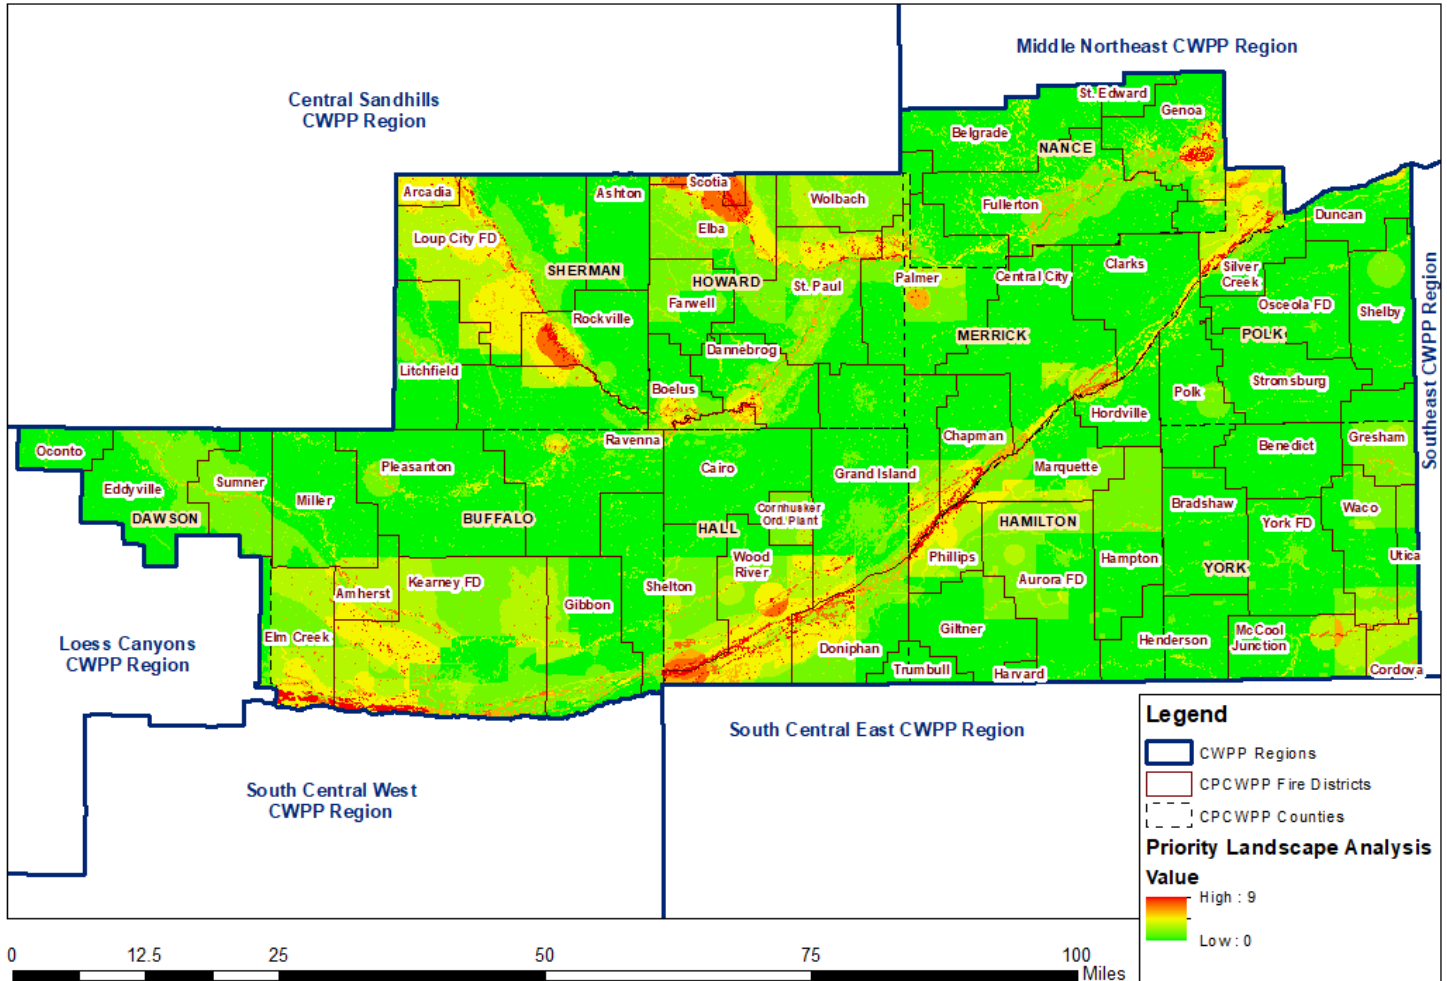 Middle Northeast CWPP Region
Central Sandhills
CWPP Region
St. Edward
Genoa
Belgrade
NANCE
Arcadia
Ashton
Scotia
Wolbach
Fullerton
Duncan
Loup City FD
Elba
SHERMAN
HOWARD
St. Paul
Palmer
Central City
Clarks
Silver
Creek
Osceola FD
Shelby
Farwell
Rockville
MERRICK
POLK
Dannebrog
Litchfield
Boelus
Polk
Stromsburg
Hordville
Southeast CWPP Region
Oconto
Ravenna
Chapman
Benedict
Gresham
Pleasanton
Cairo
Grand Island
Marquette
Eddyville
Sumner
Miller
Bradshaw
Waco
DAWSON
BUFFALO
HALL
Cornhusker
Ord. Plant
HAMILTON
York FD
Wood
River
Phillips
Hampton
Utica
Amherst
Kearney FD
Shelton
Aurora FD
YORK
Gibbon
Elm Creek
Giltner
Henderson
McCool
Junction
Doniphan
Trumbull
Harvard
Cordova
Loess Canyons
CWPP Region
South Central East CWPP Region
South Central West
CWPP Region
Legend
CWPP Regions
CPCWPP Fire Districts
CPCWPP Counties
Priority Landscape Analysis
Value
High : 9
Low : 0
0 12.5 25 50 75 100
Miles